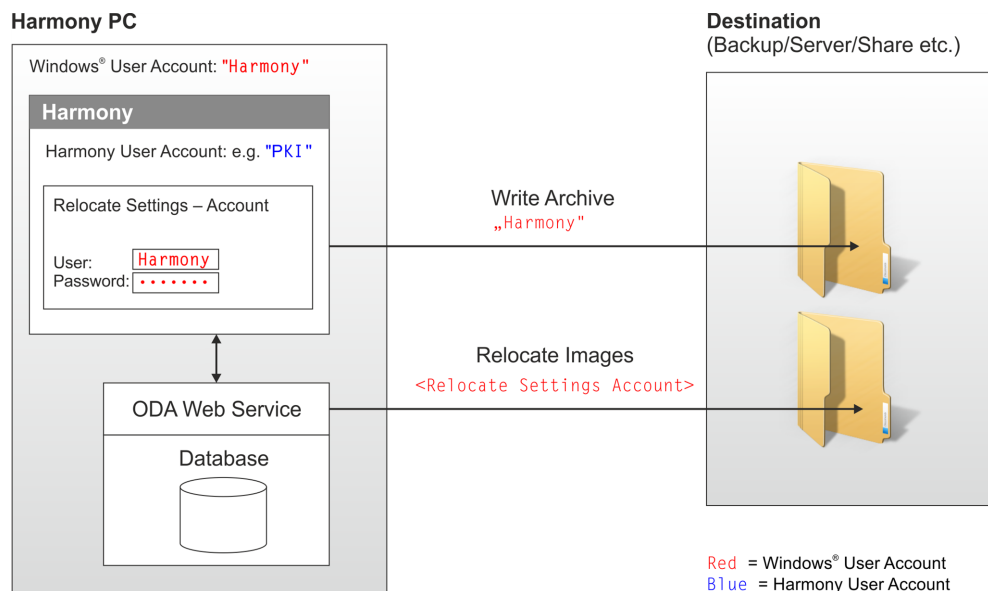 Harmony PC
Windows® User Account: "Harmony"
Harmony
Harmony User Account: e.g. "PKI"
Relocate Settings – Account
User: Harmony
Password: •••••••
ODA Web Service
Database
Write Archive
„Harmony"
Relocate Images
<Relocate Settings Account>
Destination
(Backup/Server/Share etc.)
Red = Windows® User Account
Blue = Harmony User Account